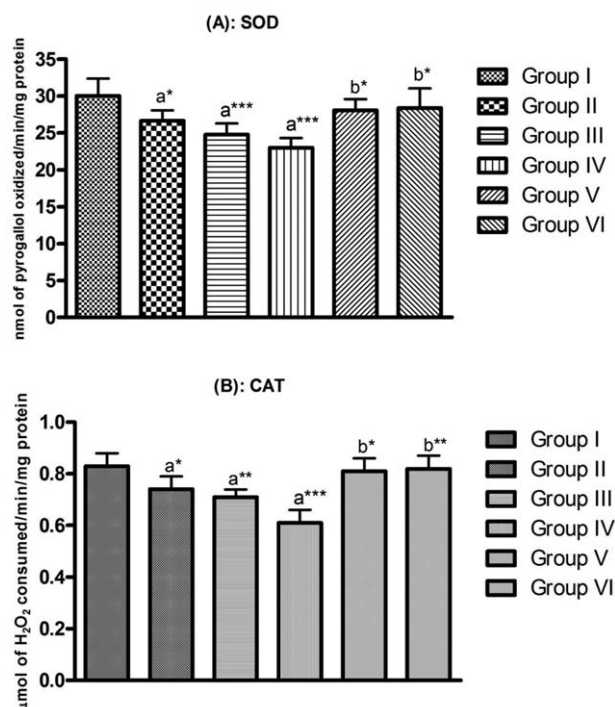 (A): SOD
nmol of pyrogallol oxidized/min/mg protein
35
30
25
20
15
10
5
0
a*
a***
a***
b*
b*
Group I
Group II
Group III
Group IV
Group V
Group VI
(B): CAT
μmol of H₂O₂ consumed/min/mg protein
1.0
0.8
0.6
0.4
0.2
0.0
a*
a**
a***
b*
b**
Group I
Group II
Group III
Group IV
Group V
Group VI